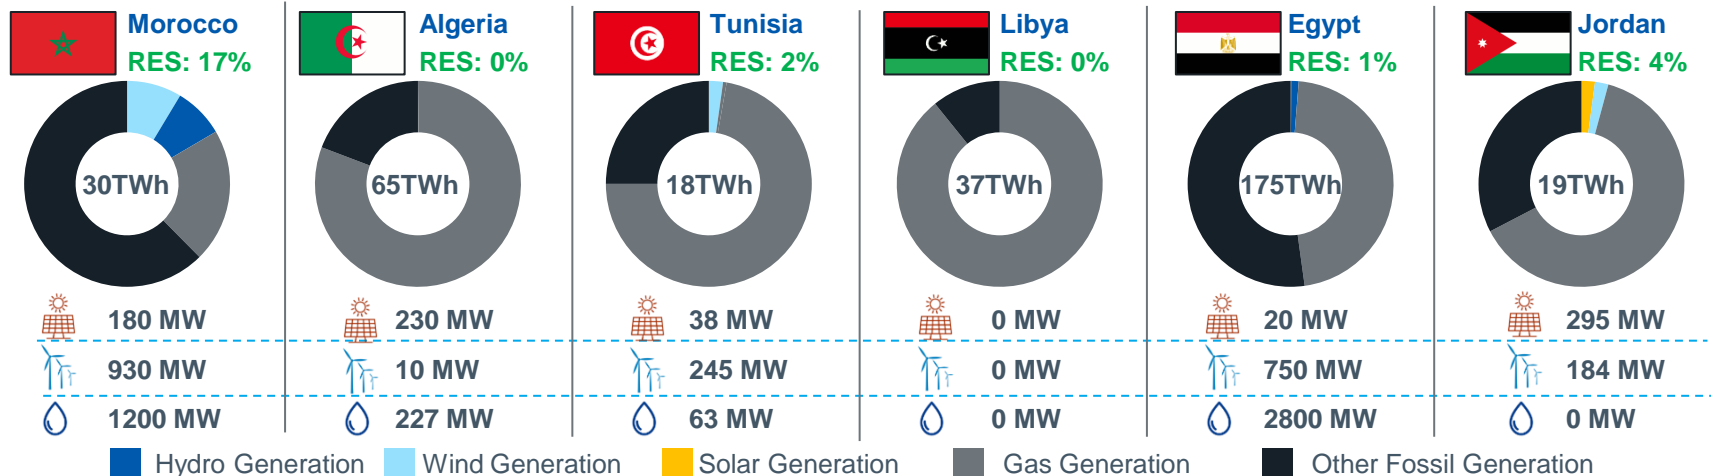 Morocco
RES: 17%
30TWh
180 MW
930 MW
1200 MW
Algeria
RES: 0%
65TWh
230 MW
10 MW
227 MW
Tunisia
RES: 2%
18TWh
38 MW
245 MW
63 MW
Libya
RES: 0%
37TWh
0 MW
0 MW
0 MW
Egypt
RES: 1%
175TWh
20 MW
750 MW
2800 MW
Jordan
RES: 4%
19TWh
295 MW
184 MW
0 MW
Hydro Generation
Wind Generation
Solar Generation
Gas Generation
Other Fossil Generation